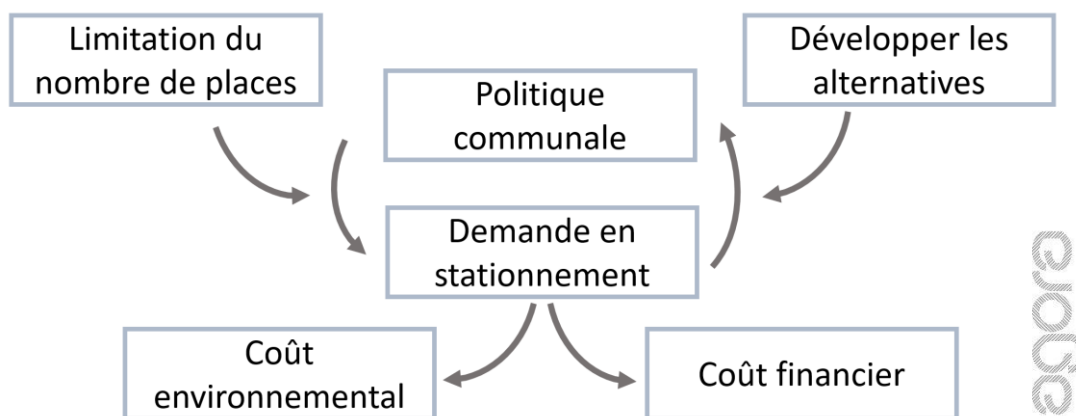 Limitation du
nombre de places
Développer les
alternatives
Politique
communale
Demande en
stationnement
Coût
environnemental
Coût financier